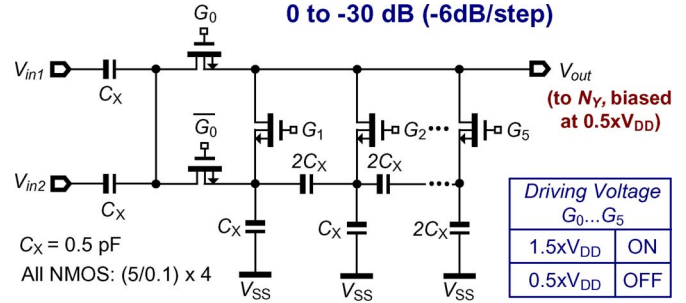 0 to -30 dB (-6dB/step)
G0
Vin1
CX
Vout
(to NY, biased
at 0.5xVDD)
G1
G2
G5
G0
2CX
2CX
Vin2
CX
CX
CX
2CX
Driving Voltage
G0...G5
1.5xVDD ON
0.5xVDD OFF
CX = 0.5 pF
All NMOS: (5/0.1) x 4
VSS
VSS
VSS